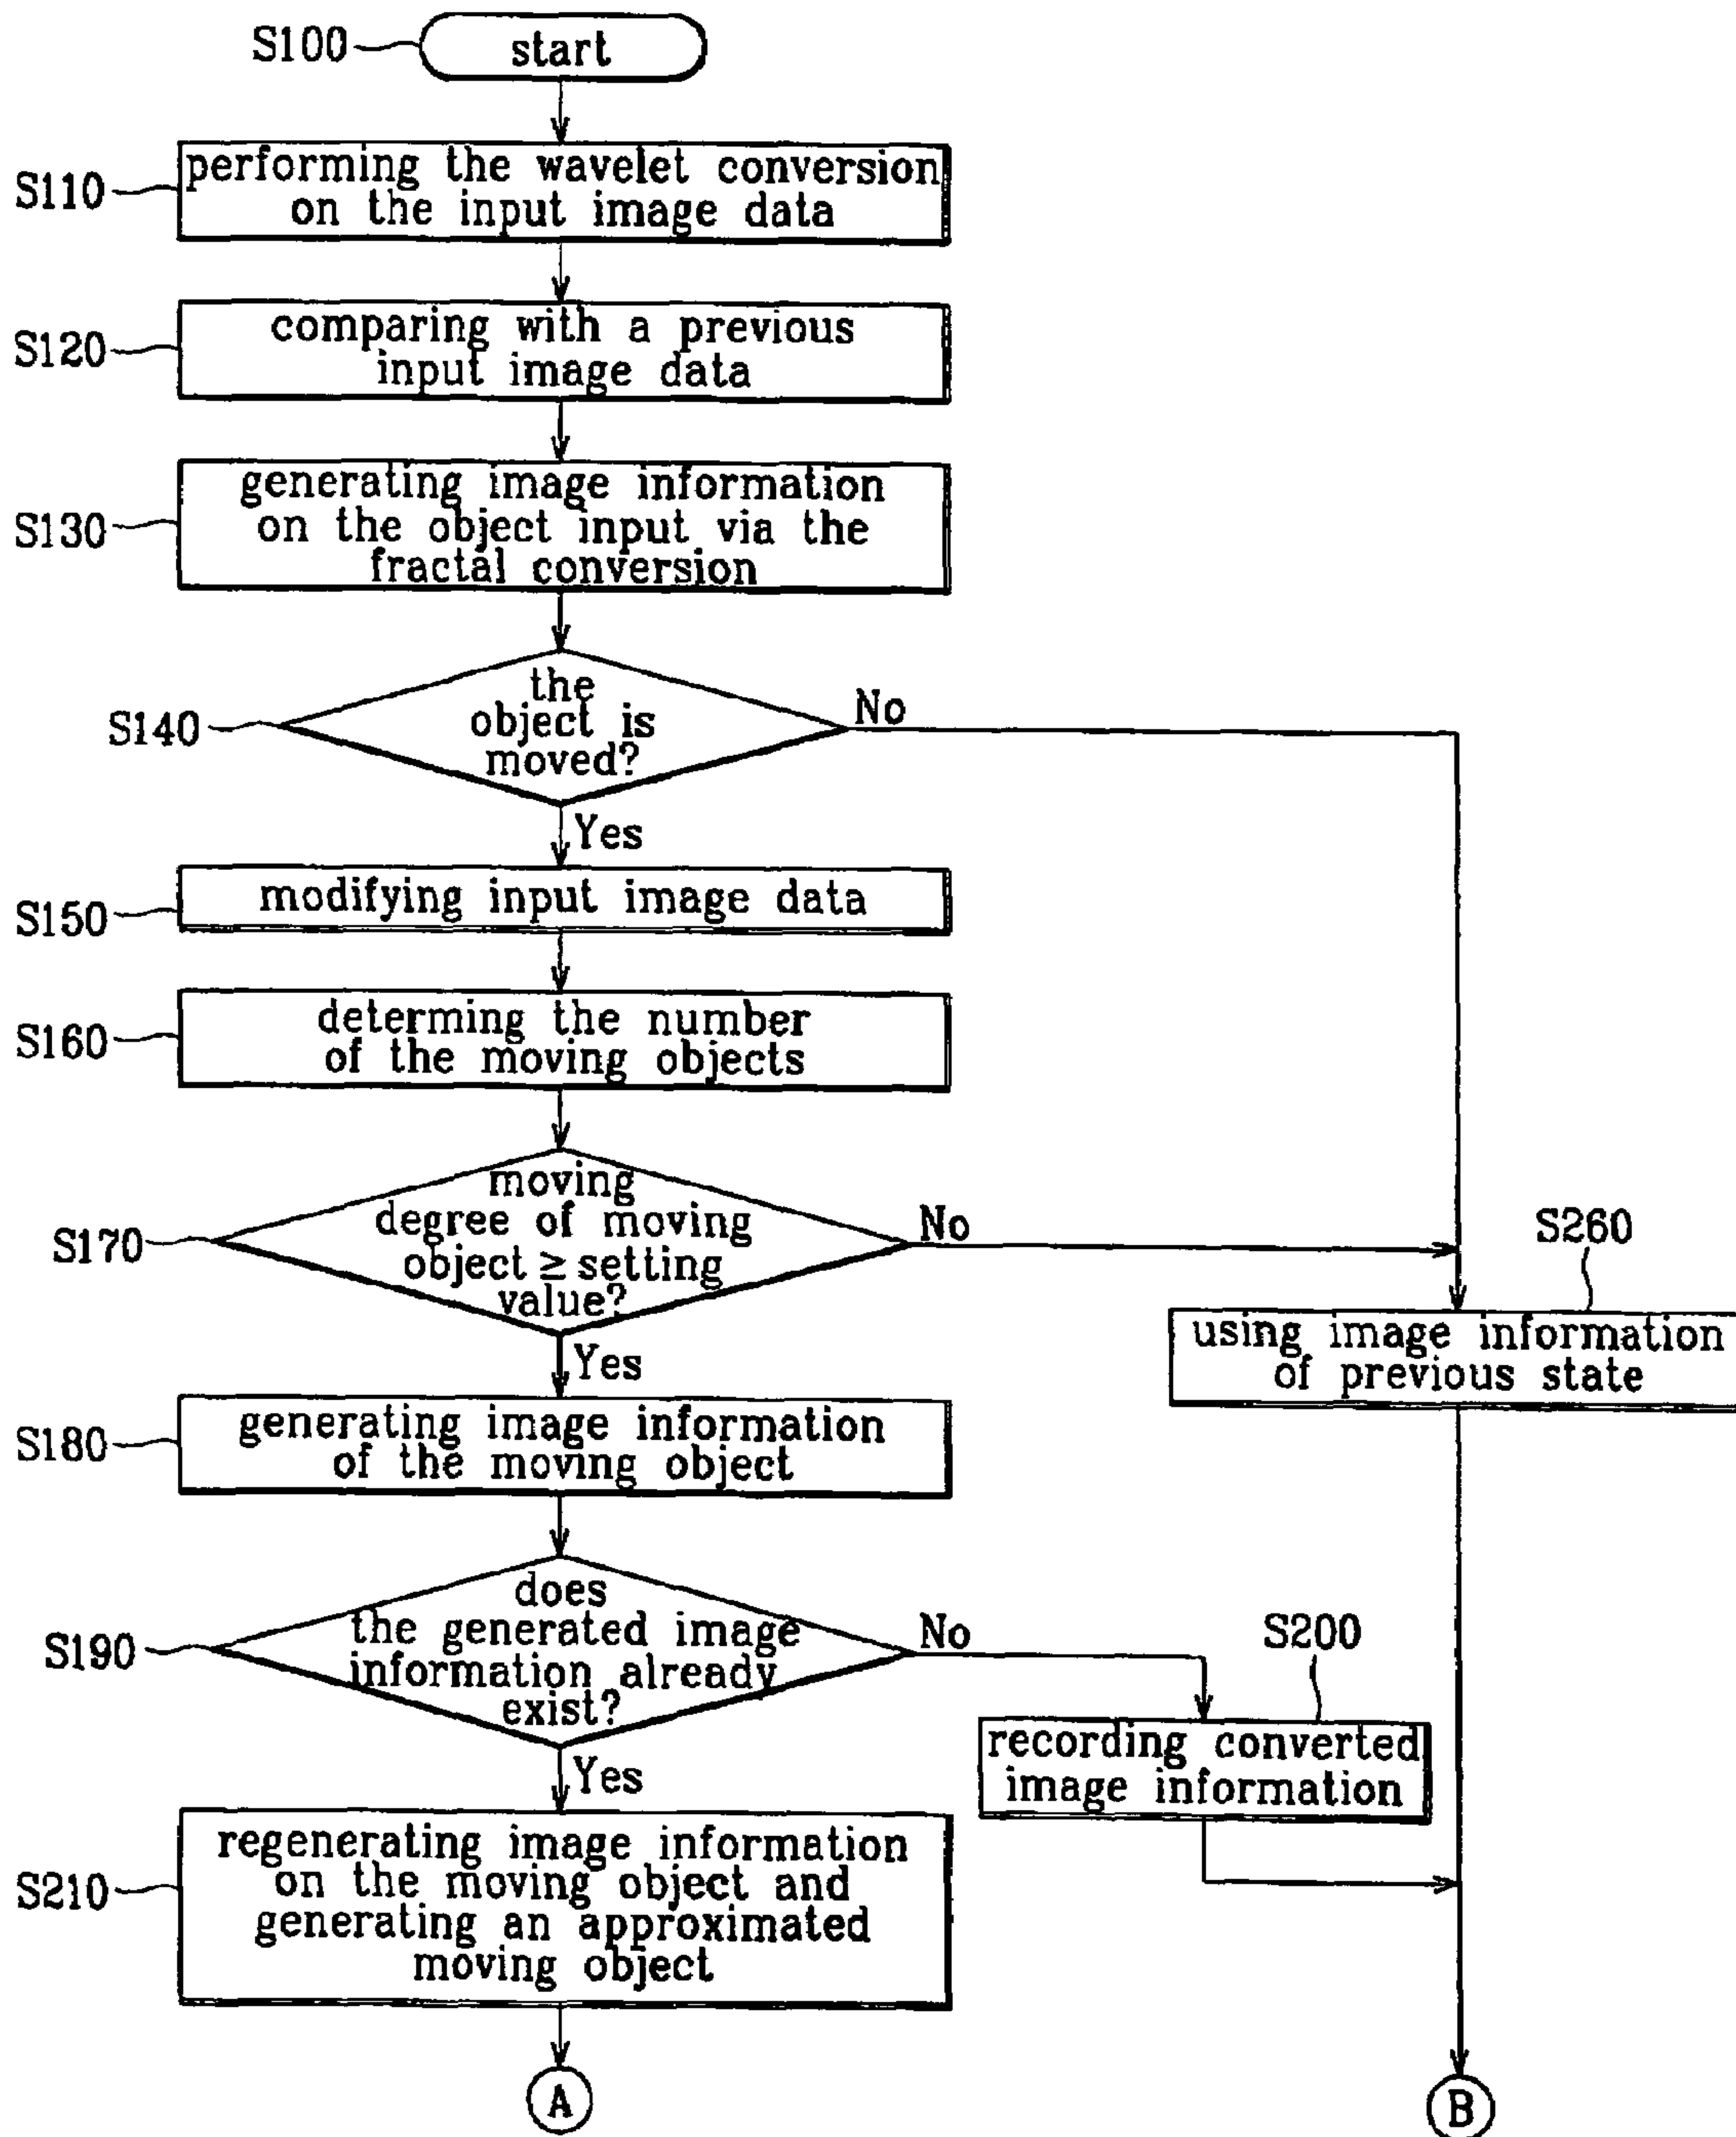 S100
start
S110
performing the wavelet conversion
on the input image data
S120
comparing with a previous
input image data
S130
generating image information
on the object input via the
fractal conversion
S140
the
object is
moved?
No
Yes
S150
modifying input image data
S160
determing the number
of the moving objects
S170
moving
degree of moving
object ≥ setting
value?
No
Yes
S260
using image information
of previous state
S180
generating image information
of the moving object
S190
does
the generated image
information already
exist?
No
Yes
S200
recording converted
image information
S210
regenerating image information
on the moving object and
generating an approximated
moving object
A
B